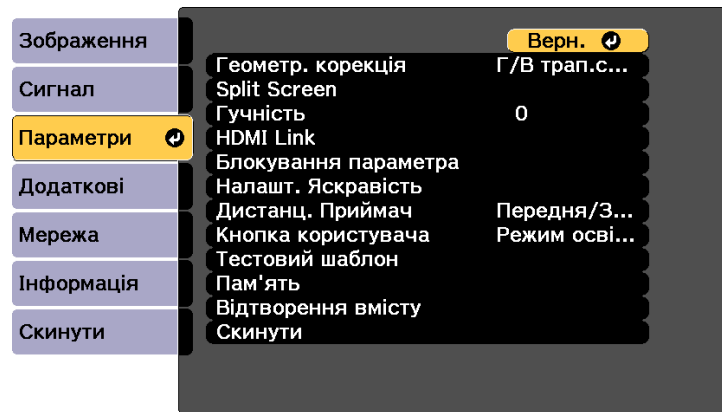 Зображення
Сигнал
Параметри
Додаткові
Мережа
Інформація
Скинути
Верн.
Геометр. корекція Г/В трап.с...
Split Screen
Гучність 0
HDMI Link
Блокування параметра
Налашт. Яскравість
Дистанц. Приймач Передня/З...
Кнопка користувача Режим осві...
Тестовий шаблон
Пам'ять
Відтворення вмісту
Скинути